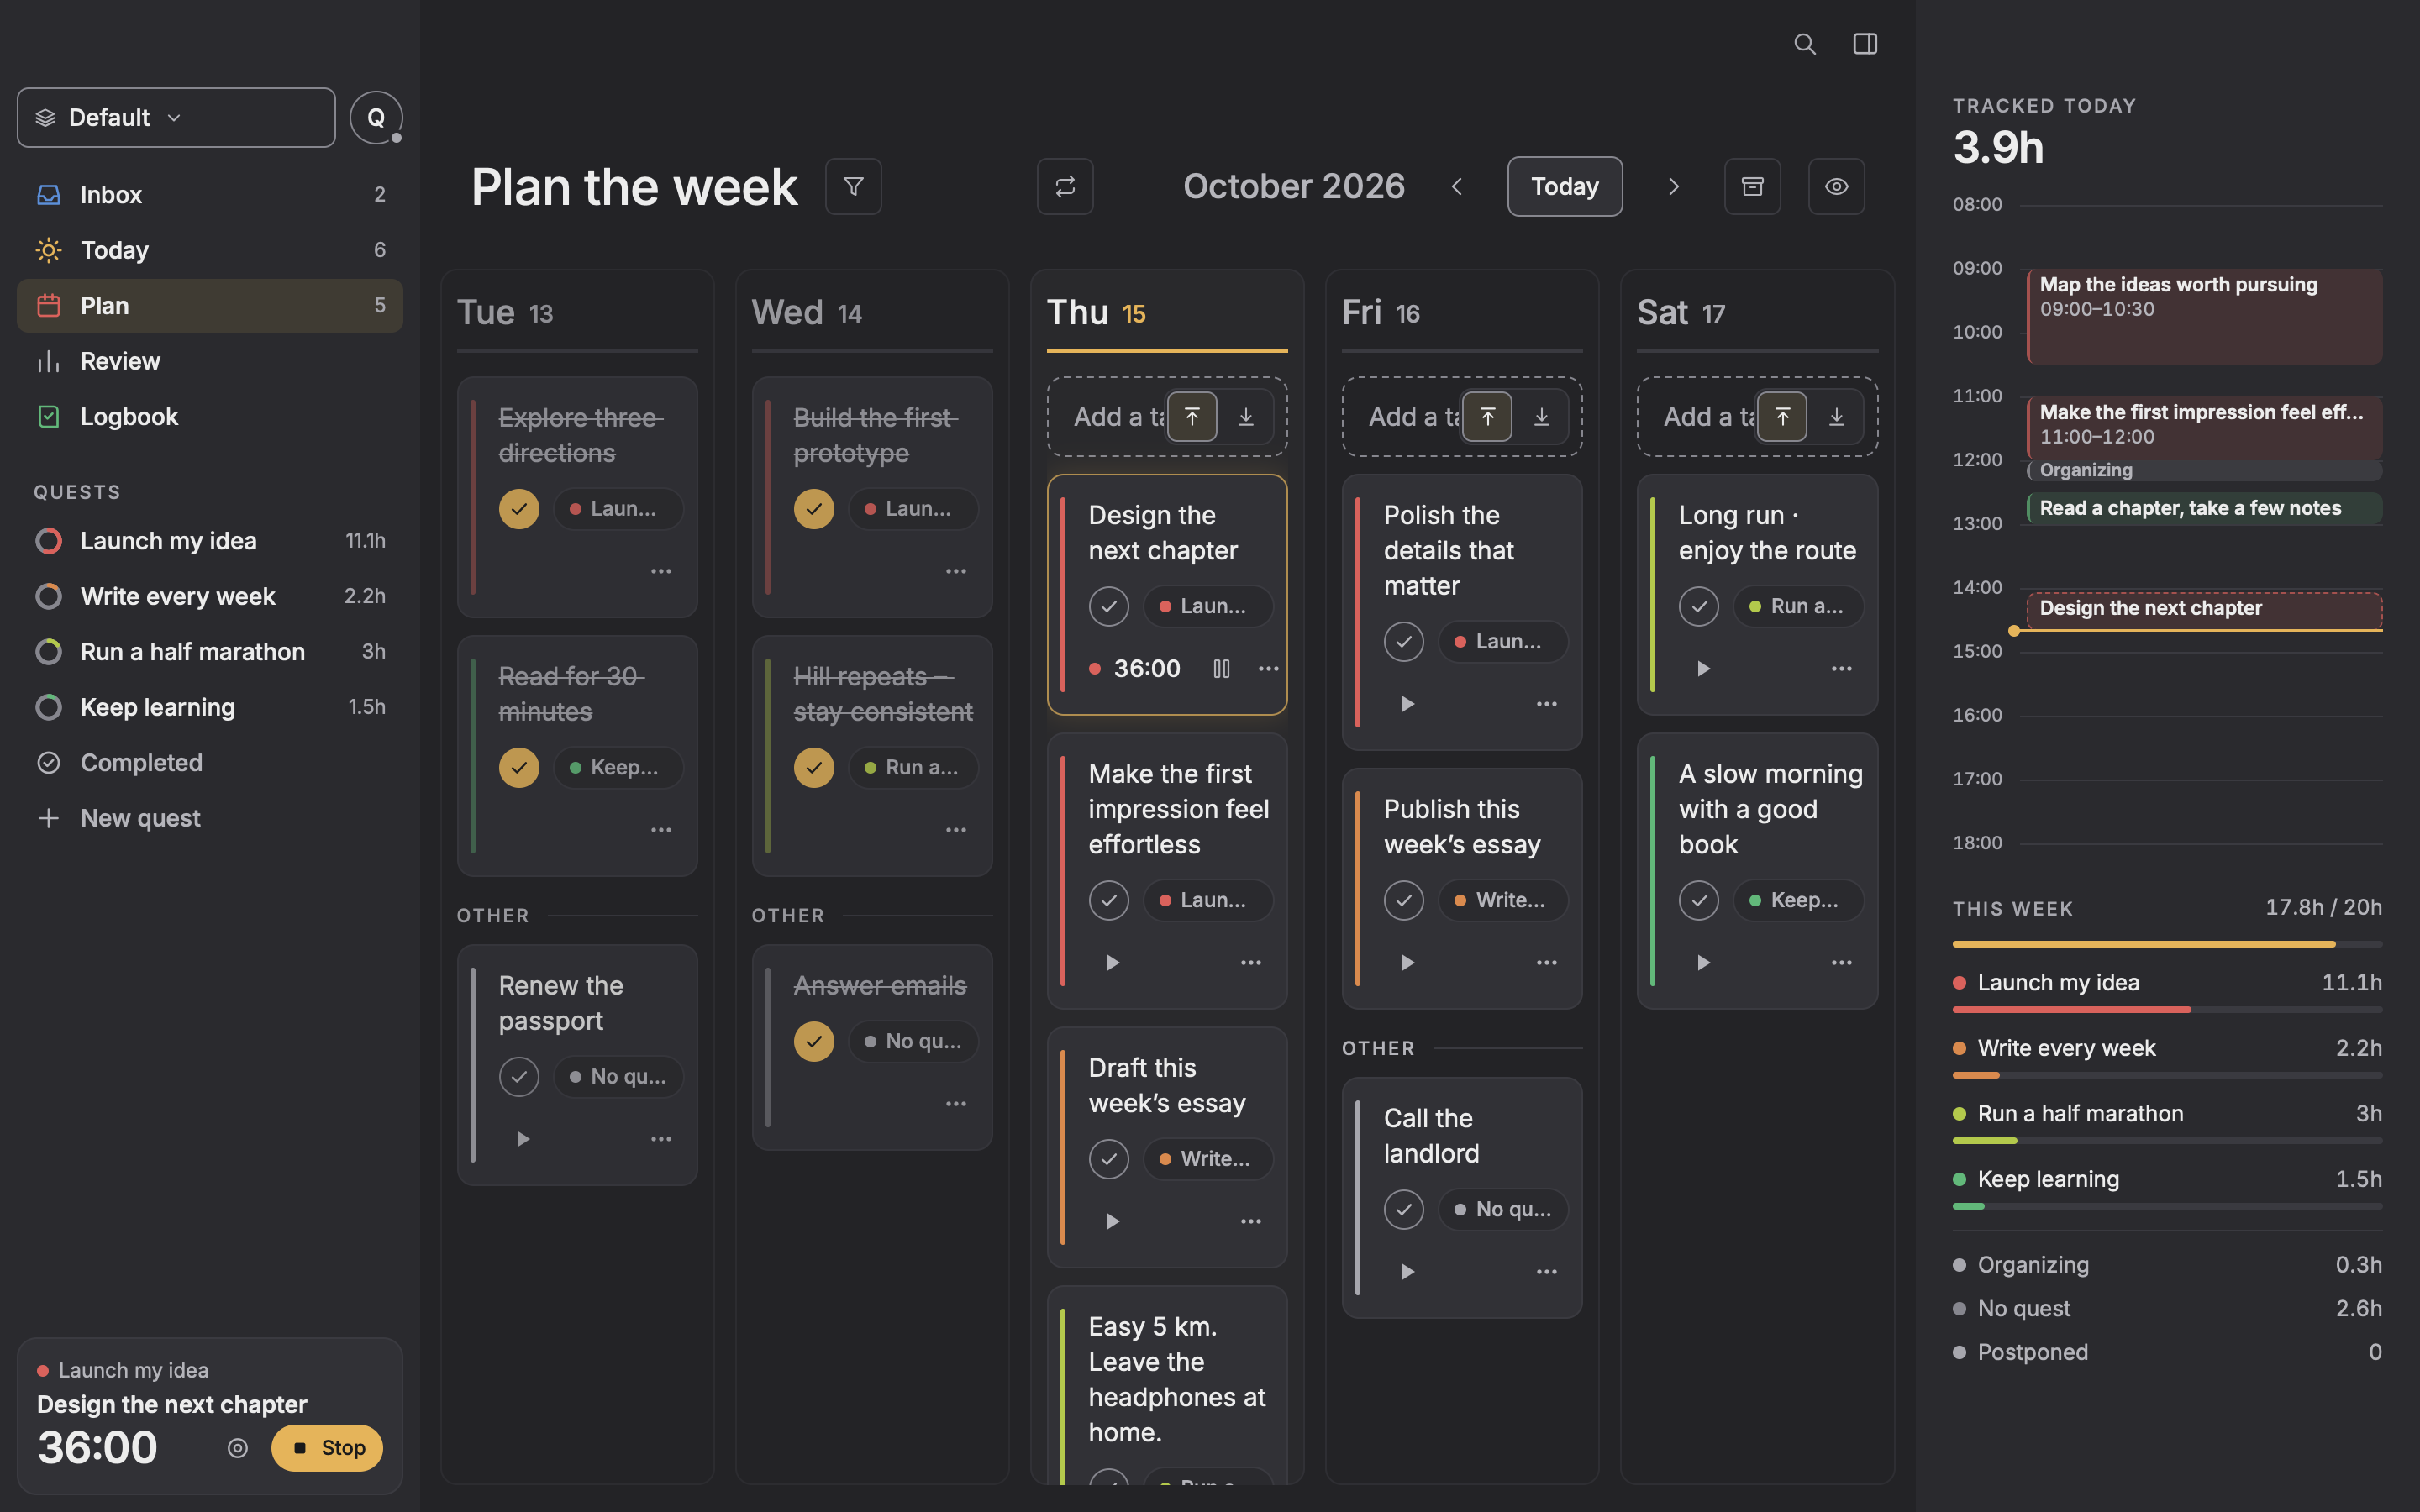 Default
Q
Inbox 2
Today 6
Plan 5
Review
Logbook
QUESTS
Launch my idea 11.1h
Write every week 2.2h
Run a half marathon 3h
Keep learning 1.5h
Completed
New quest
Launch my idea
Design the next chapter
36:00
Stop
Plan the week
October 2026
Today
Tue 13
Explore three
directions
Laun...
Read for 30
minutes
Keep...
OTHER
Renew the
passport
No qu...
Wed 14
Build the first
prototype
Laun...
Hill repeats –
stay consistent
Run a...
OTHER
Answer emails
No qu...
Thu 15
Add a ta
Design the
next chapter
Laun...
36:00
Make the first
impression feel
effortless
Laun...
Draft this
week’s essay
Write...
Easy 5 km.
Leave the
headphones at
home.
Fri 16
Add a ta
Polish the
details that
matter
Laun...
Publish this
week’s essay
Write...
OTHER
Call the
landlord
No qu...
Sat 17
Add a ta
Long run ·
enjoy the route
Run a...
A slow morning
with a good
book
Keep...
TRACKED TODAY
3.9h
08:00
09:00
Map the ideas worth pursuing
09:00–10:30
10:00
11:00
Make the first impression feel eff...
11:00–12:00
12:00
Organizing
Read a chapter, take a few notes
13:00
14:00
Design the next chapter
15:00
16:00
17:00
18:00
THIS WEEK 17.8h / 20h
Launch my idea 11.1h
Write every week 2.2h
Run a half marathon 3h
Keep learning 1.5h
Organizing 0.3h
No quest 2.6h
Postponed 0